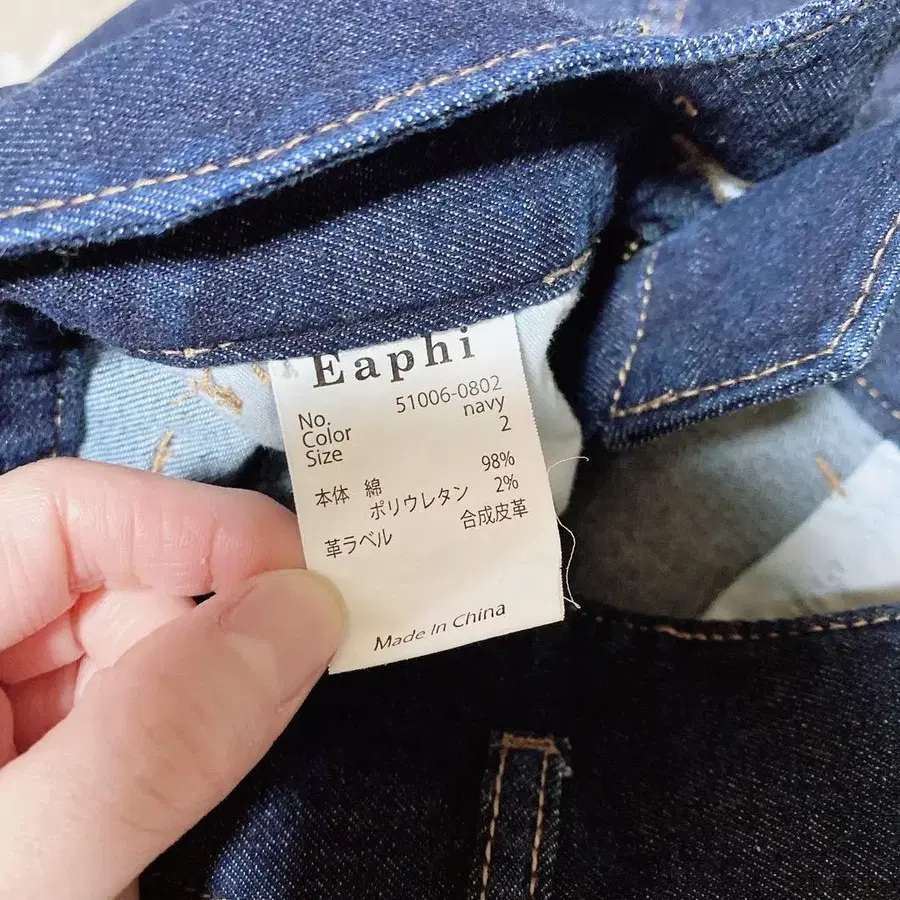 Eaphi
No. 51006-0802
Color navy
Size 2
本体 綿 98%
ポリウレタン 2%
革ラベル 合成皮革
Made In China